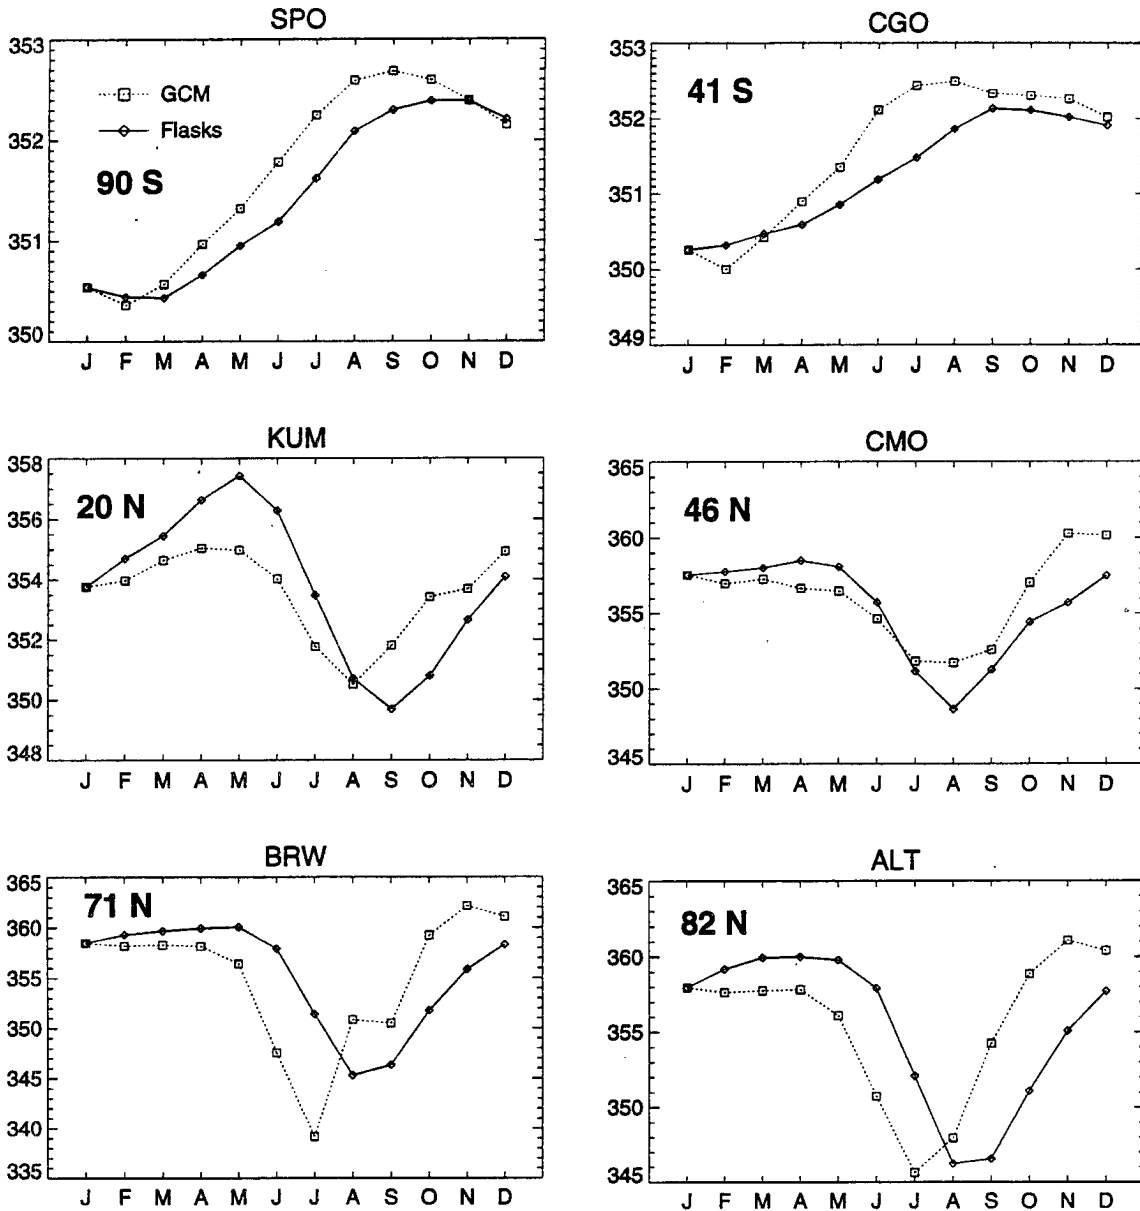 SPO
353
352
351
350
GCM
Flasks
90 S
J F M A M J J A S O N D
CGO
353
352
351
350
349
41 S
J F M A M J J A S O N D
KUM
358
356
354
352
350
348
20 N
J F M A M J J A S O N D
CMO
365
360
355
350
345
46 N
J F M A M J J A S O N D
BRW
365
360
355
350
345
340
335
71 N
J F M A M J J A S O N D
ALT
365
360
355
350
345
82 N
J F M A M J J A S O N D